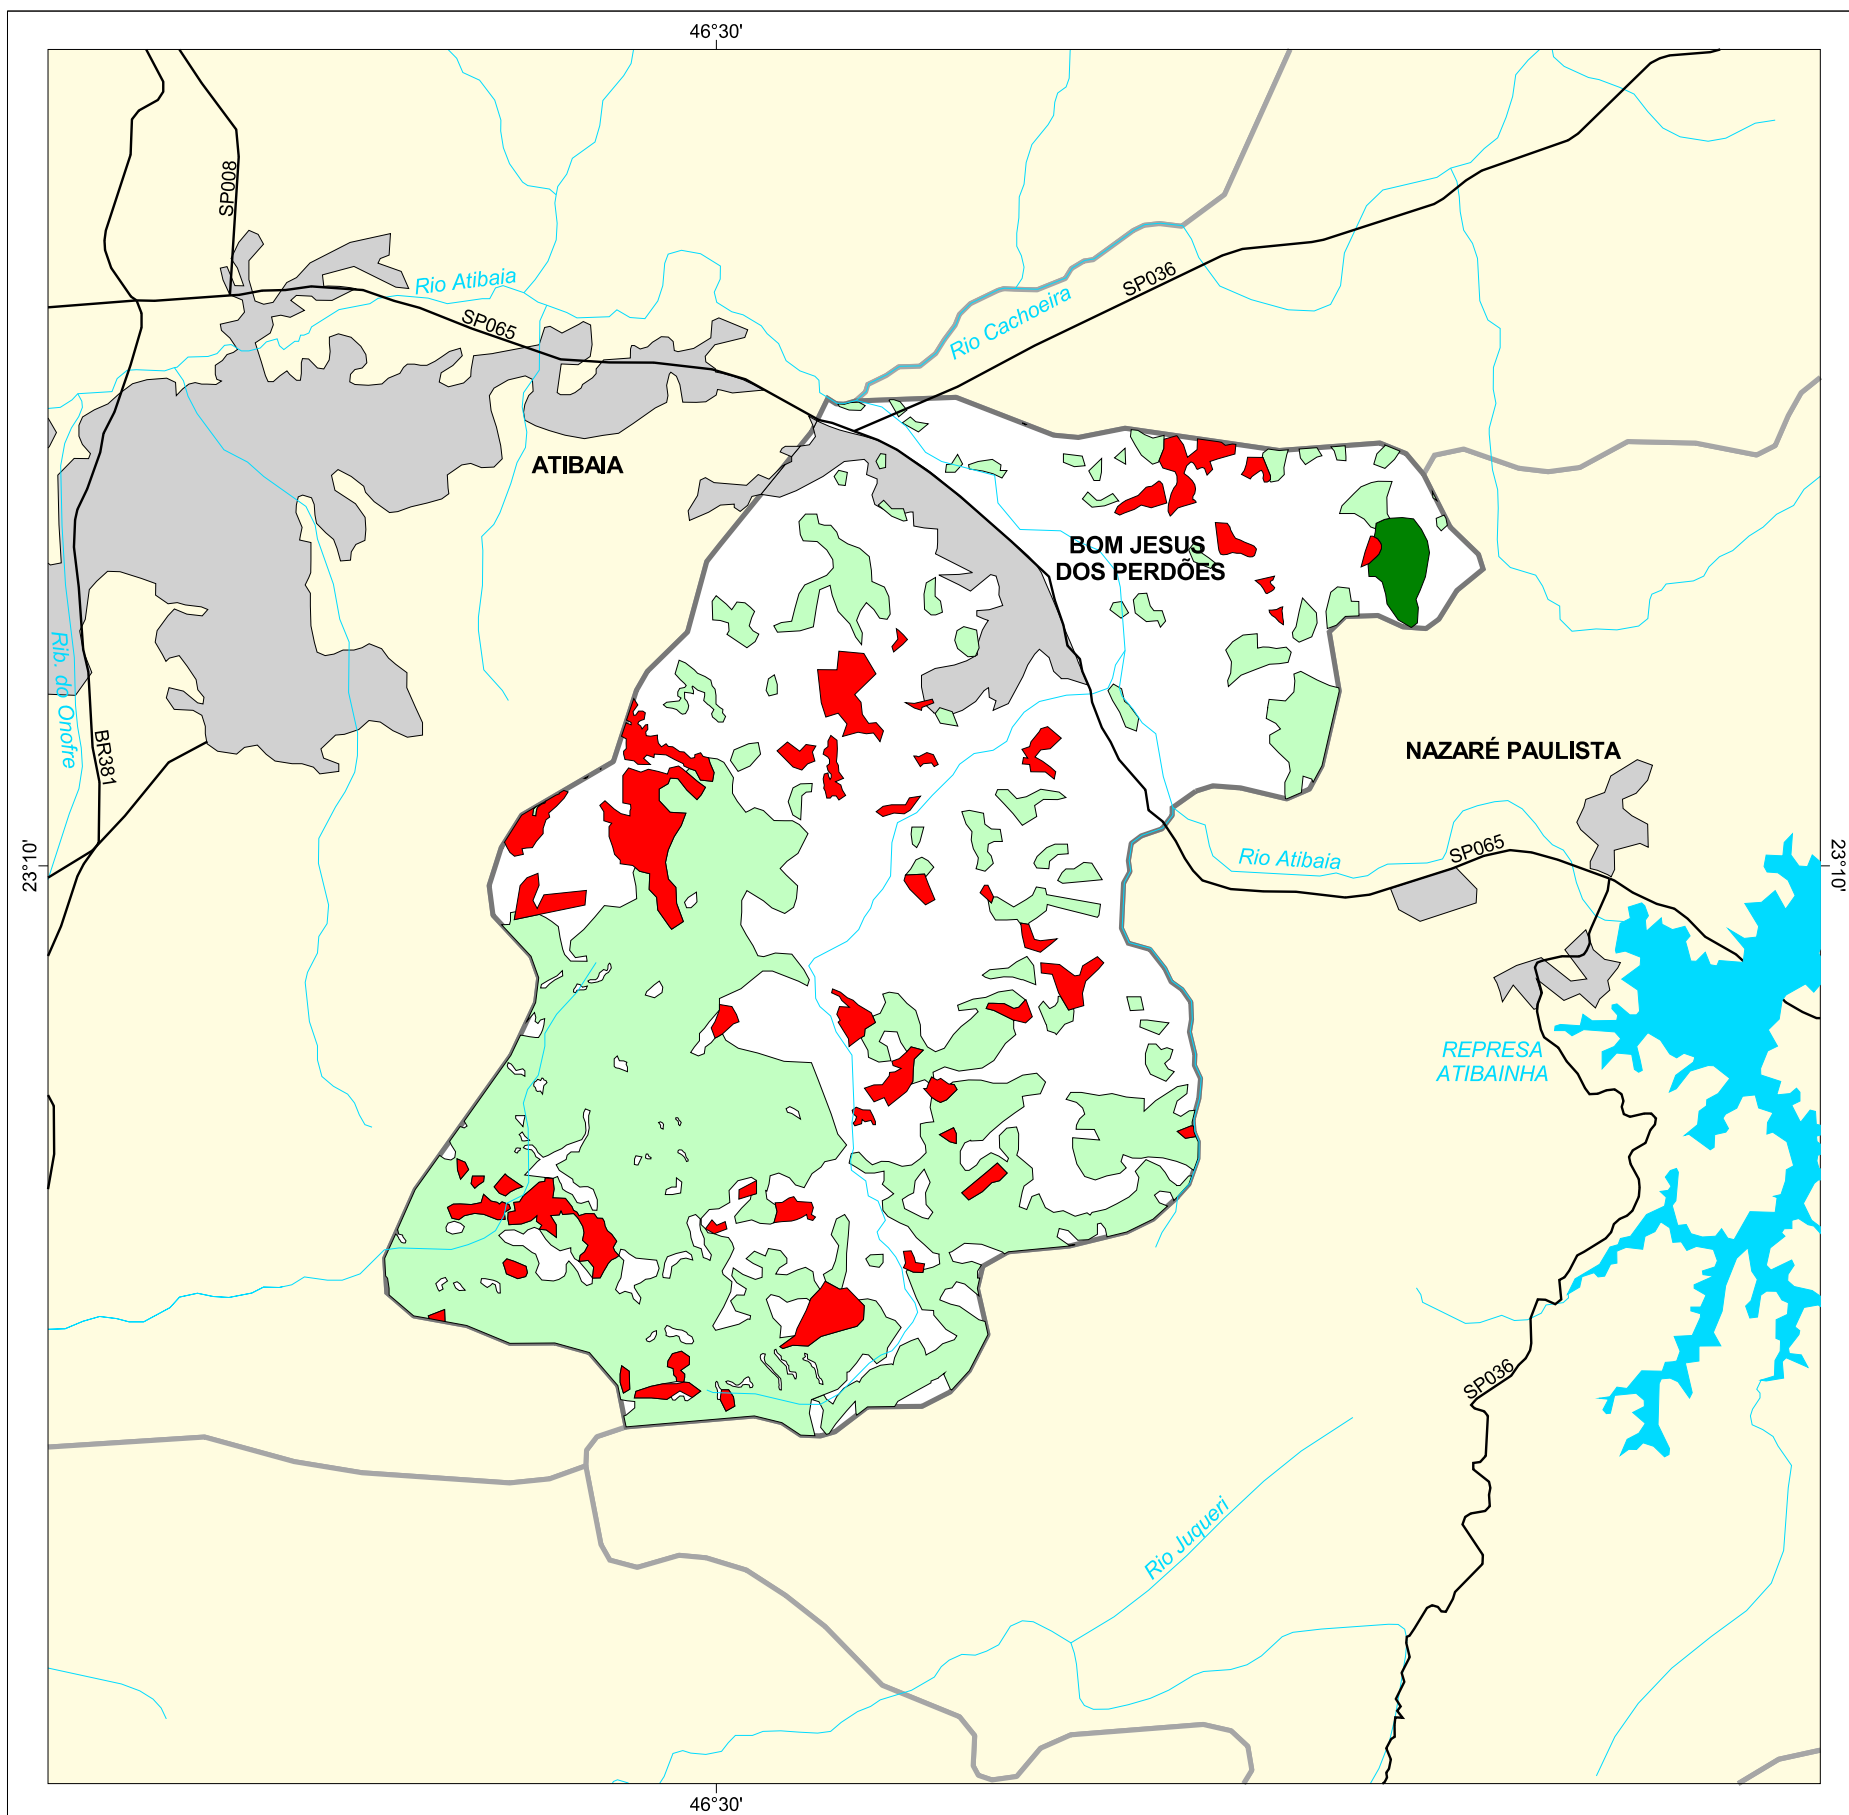 46°30'
SP008
Rio Atibaia
SP036
SP065
Rio Cachoeira
ATIBAIA
BOM JESUS
DOS PERDÕES
Rib. do Onofre
BR381
NAZARÉ PAULISTA
23°10'
Rio Atibaia
SP065
23°10'
REPRESA
ATIBAINHA
SP036
Rio Juqueri
46°30'